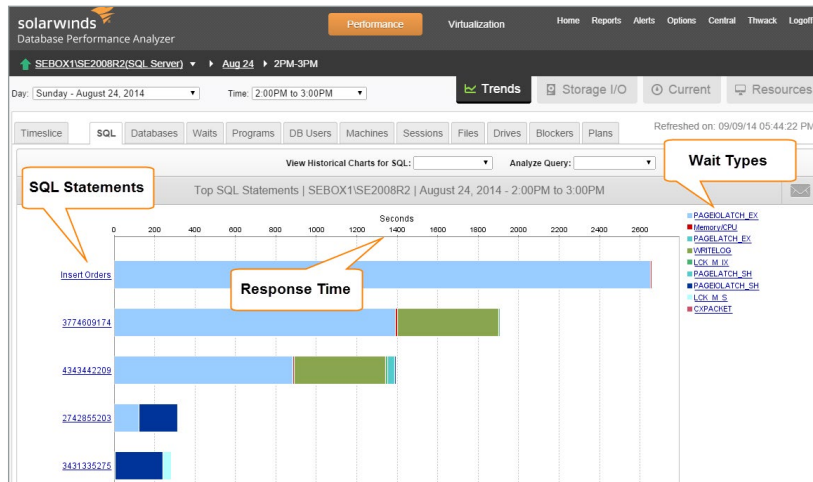 solarwinds
Database Performance Analyzer
Performance
Virtualization
Home Reports Alerts Options Central Thwack Logoff
SEBOX1\SE2008R2(SQL Server) Aug 24 2PM-3PM
Day: Sunday - August 24, 2014 Time: 2:00PM to 3:00PM
Trends Storage I/O Current Resources
Timeslice SQL Databases Waits Programs DB Users Machines Sessions Files Drives Blockers Plans
Refreshed on: 09/09/14 05:44:22 PM
View Historical Charts for SQL: Analyze Query:
Wait Types
SQL Statements
Top SQL Statements | SEBOX1\SE2008R2 | August 24, 2014 - 2:00PM to 3:00PM
Seconds
0 200 400 600 800 1000 1200 1400 1600 1800 2000 2200 2400 2600
PAGEIOLATCH_EX
Memory/CPU
PAGELATCH_EX
WRITELOG
LCK_M_IX
PAGELATCH_SH
PAGEIOLATCH_SH
LCK_M_S
CXPACKET
Insert Orders
Response Time
3774609174
4343442209
2742855203
3431335275